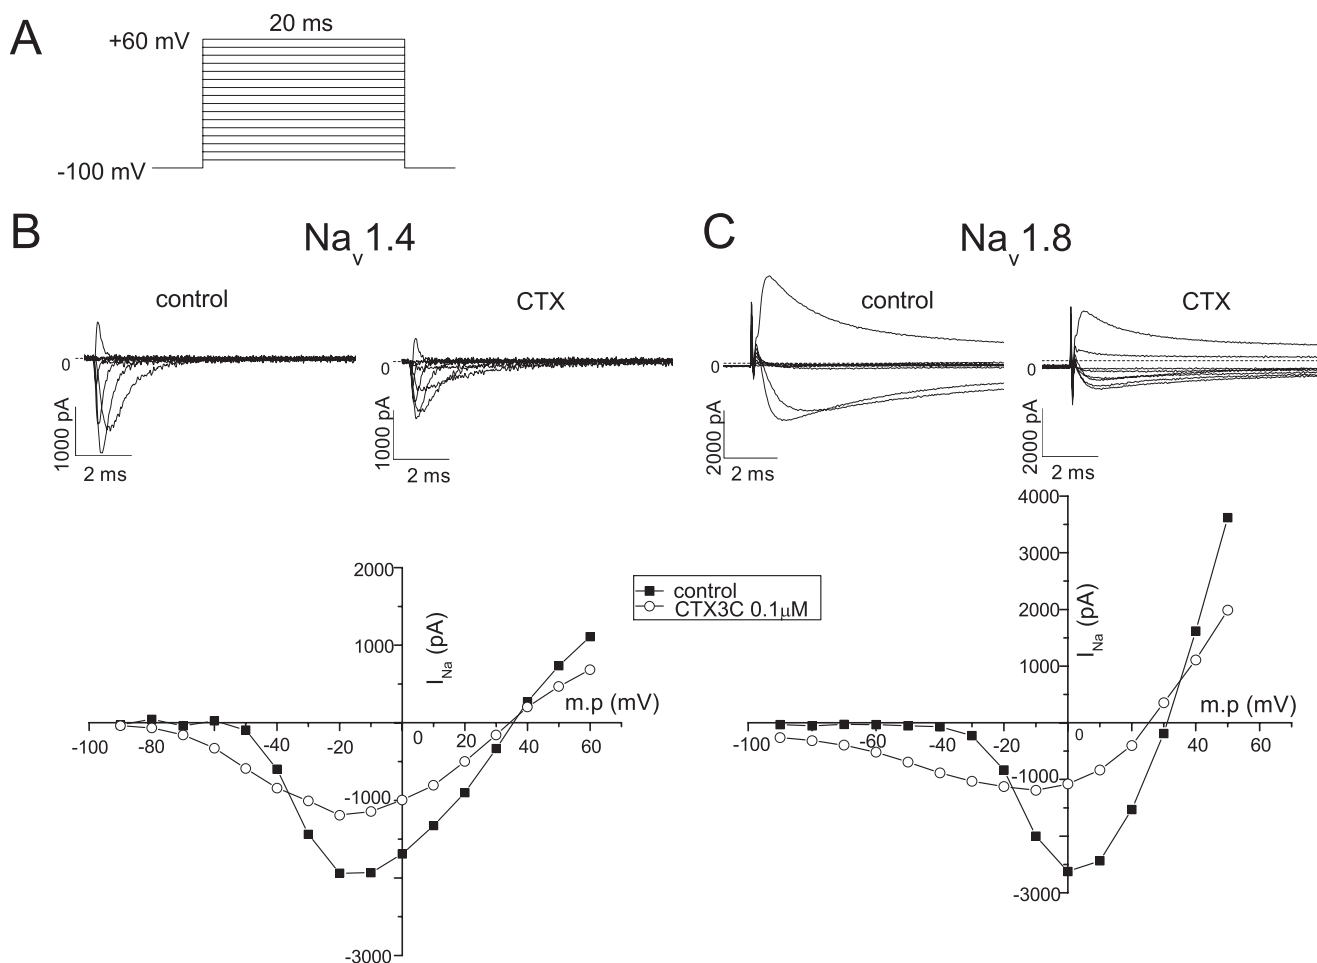 A
20 ms
+60 mV
-100 mV
B
Nav1.4
control
CTX
0
1000 pA
2 ms
0
1000 pA
2 ms
C
Nav1.8
control
CTX
0
2000 pA
2 ms
0
2000 pA
2 ms
control
CTX3C 0.1μM
2000
1000
-1000
-3000
INa (pA)
m.p (mV)
-100
-80
-60
-40
-20
0
20
40
60
4000
3000
2000
1000
-1000
-3000
INa (pA)
m.p (mV)
-100
-80
-60
-40
-20
0
20
40
60